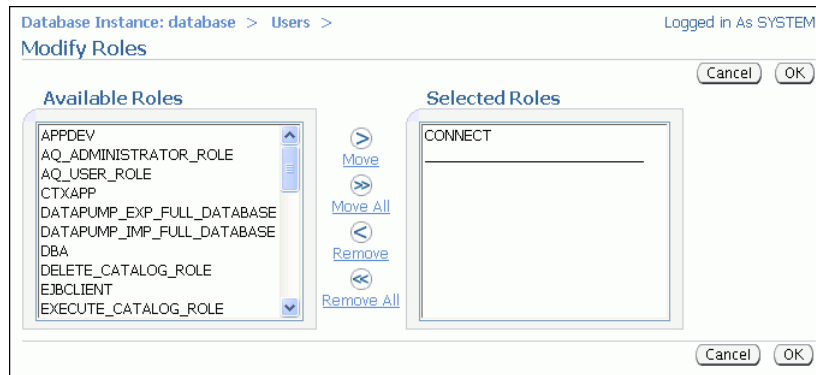 Database Instance: database > Users >
Logged in As SYSTEM
Modify Roles
Cancel OK
Available Roles
Selected Roles
APPDEV
AQ_ADMINISTRATOR_ROLE
AQ_USER_ROLE
CTXAPP
DATAPUMP_EXP_FULL_DATABASE
DATAPUMP_IMP_FULL_DATABASE
DBA
DELETE_CATALOG_ROLE
EJBCLIENT
EXECUTE_CATALOG_ROLE
Move
Move All
Remove
Remove All
CONNECT
Cancel OK